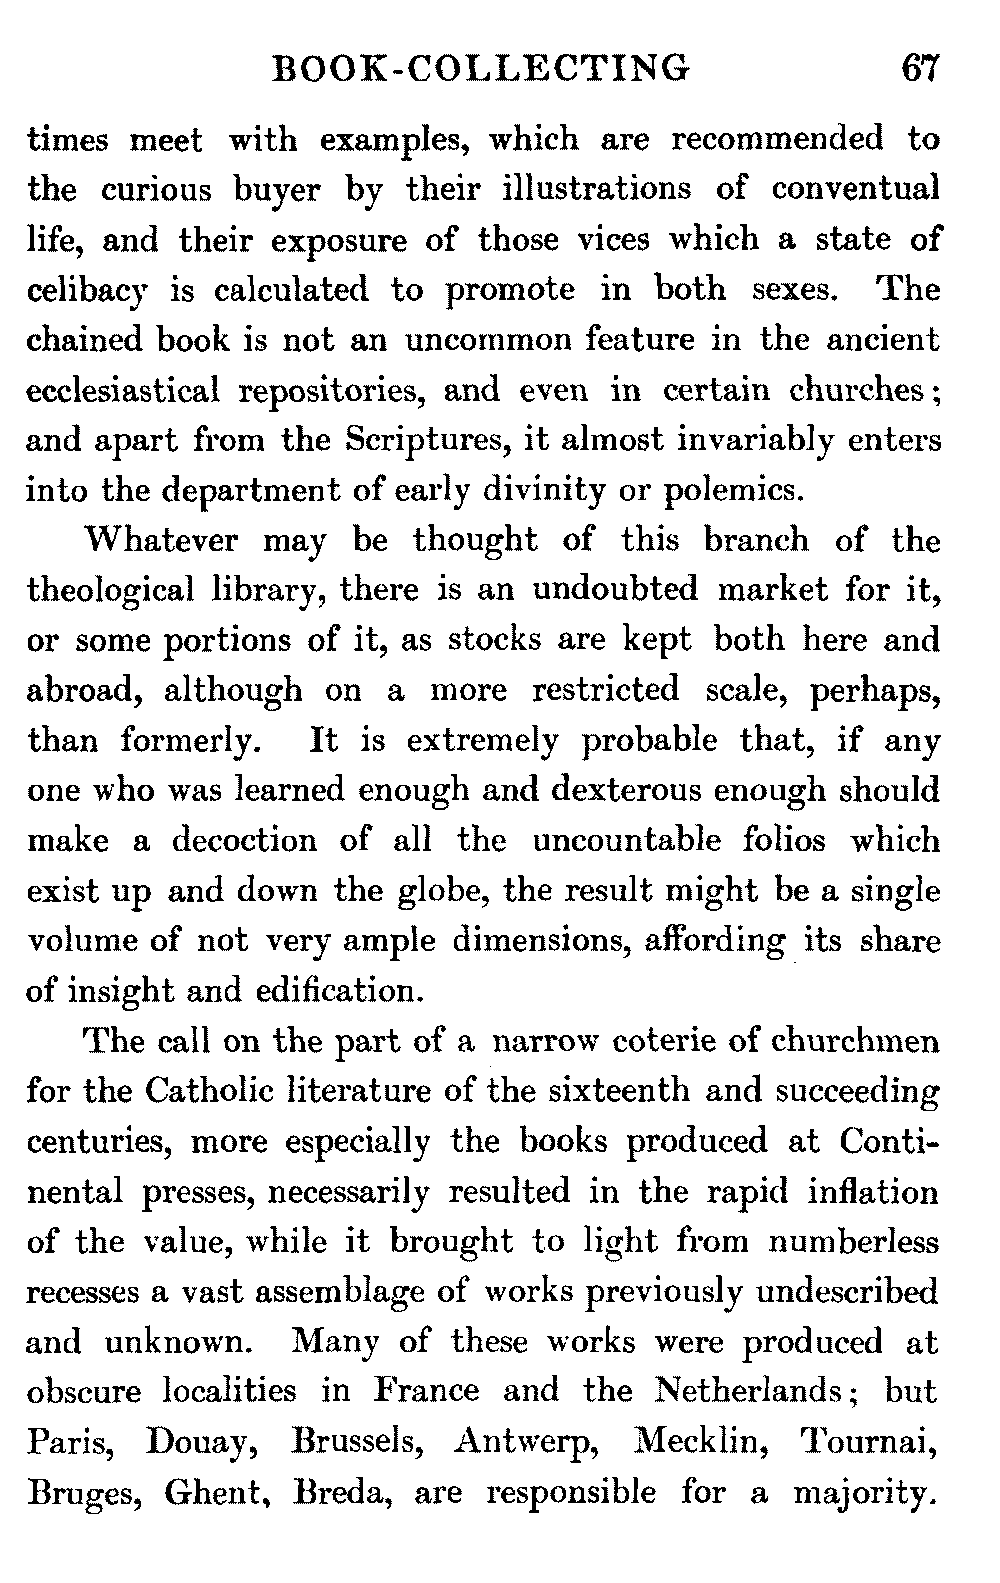 BOOK-COLLECTING 67
times meet with examples, which are recommended to
the curious buyer by their illustrations of conventual
life, and their exposure of those vices which a state of
celibacy is calculated to promote in both sexes. The
chained book is not an uncommon feature in the ancient
ecclesiastical repositories, and even in certain churches;
and apart from the Scriptures, it almost invariably enters
into the department of early divinity or polemics.
Whatever may be thought of this branch of the
theological library, there is an undoubted market for it,
or some portions of it, as stocks are kept both here and
abroad, although on a more restricted scale, perhaps,
than formerly. It is extremely probable that, if any
one who was learned enough and dexterous enough should
make a decoction of all the uncountable folios which
exist up and down the globe, the result might be a single
volume of not very ample dimensions, affording its share
of insight and edification.
The call on the part of a narrow coterie of churchmen
for the Catholic literature of the sixteenth and succeeding
centuries, more especially the books produced at Conti-
nental presses, necessarily resulted in the rapid inflation
of the value, while it brought to light from numberless
recesses a vast assemblage of works previously undescribed
and unknown. Many of these works were produced at
obscure localities in France and the Netherlands; but
Paris, Douay, Brussels, Antwerp, Mecklin, Tournai,
Bruges, Ghent, Breda, are responsible for a majority.